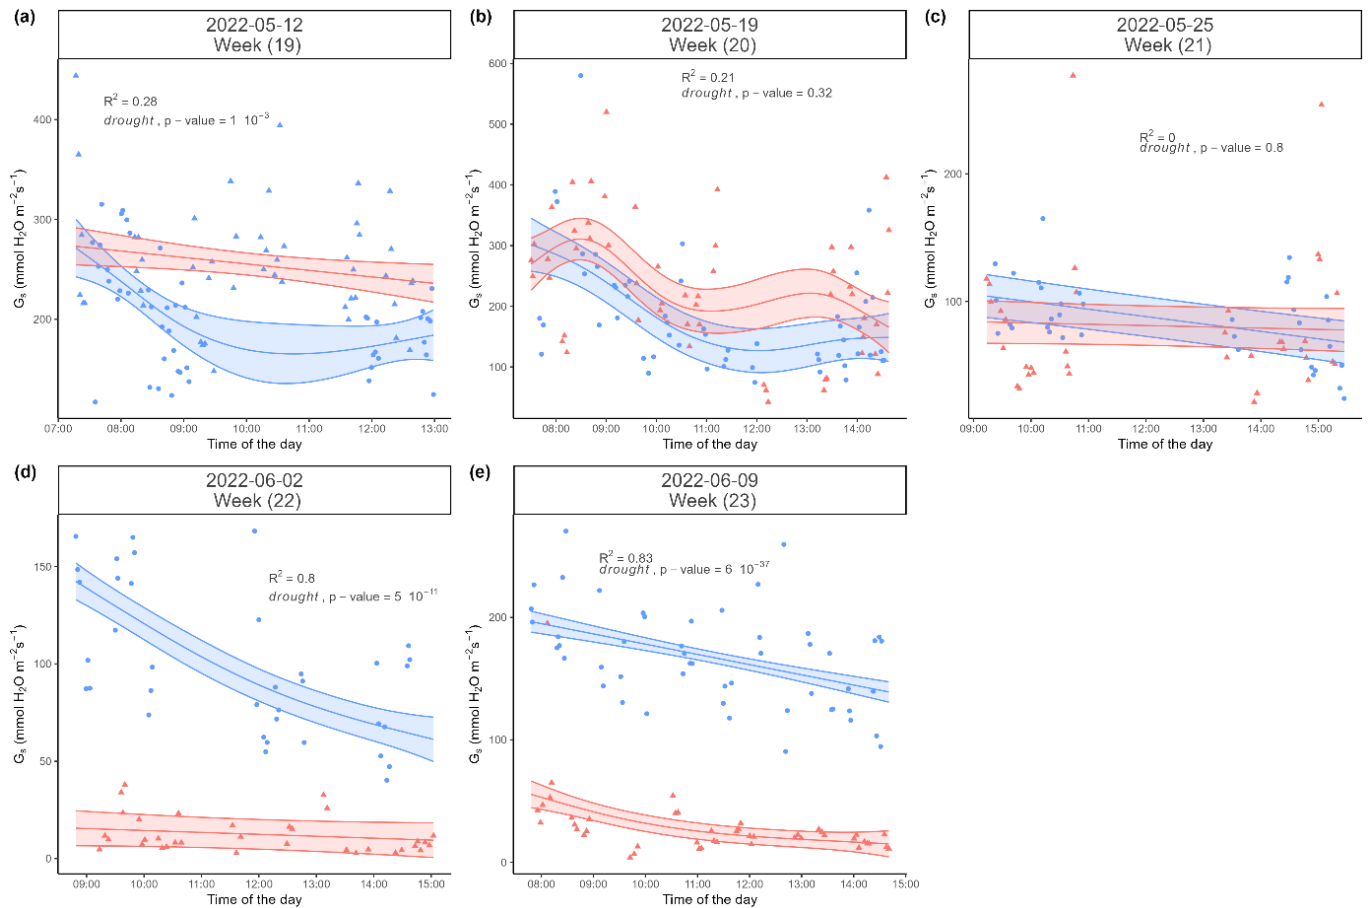 (a)
2022-05-12
Week (19)
R² = 0.28
drought , p − value = 1 10⁻³
400
300
200
Gₛ (mmol H₂O m⁻²s⁻¹)
07:00 08:00 09:00 10:00 11:00 12:00 13:00
Time of the day
(b)
2022-05-19
Week (20)
R² = 0.21
drought , p − value = 0.32
600
500
400
300
200
100
Gₛ (mmol H₂O m⁻²s⁻¹)
08:00 09:00 10:00 11:00 12:00 13:00 14:00
Time of the day
(c)
2022-05-25
Week (21)
R² = 0
drought , p − value = 0.8
200
100
Gₛ (mmol H₂O m⁻²s⁻¹)
09:00 10:00 11:00 12:00 13:00 14:00 15:00
Time of the day
(d)
2022-06-02
Week (22)
R² = 0.8
drought , p − value = 5 10⁻¹¹
150
100
50
0
Gₛ (mmol H₂O m⁻²s⁻¹)
09:00 10:00 11:00 12:00 13:00 14:00 15:00
Time of the day
(e)
2022-06-09
Week (23)
R² = 0.83
drought , p − value = 6 10⁻³⁷
200
100
0
Gₛ (mmol H₂O m⁻²s⁻¹)
08:00 09:00 10:00 11:00 12:00 13:00 14:00 15:00
Time of the day